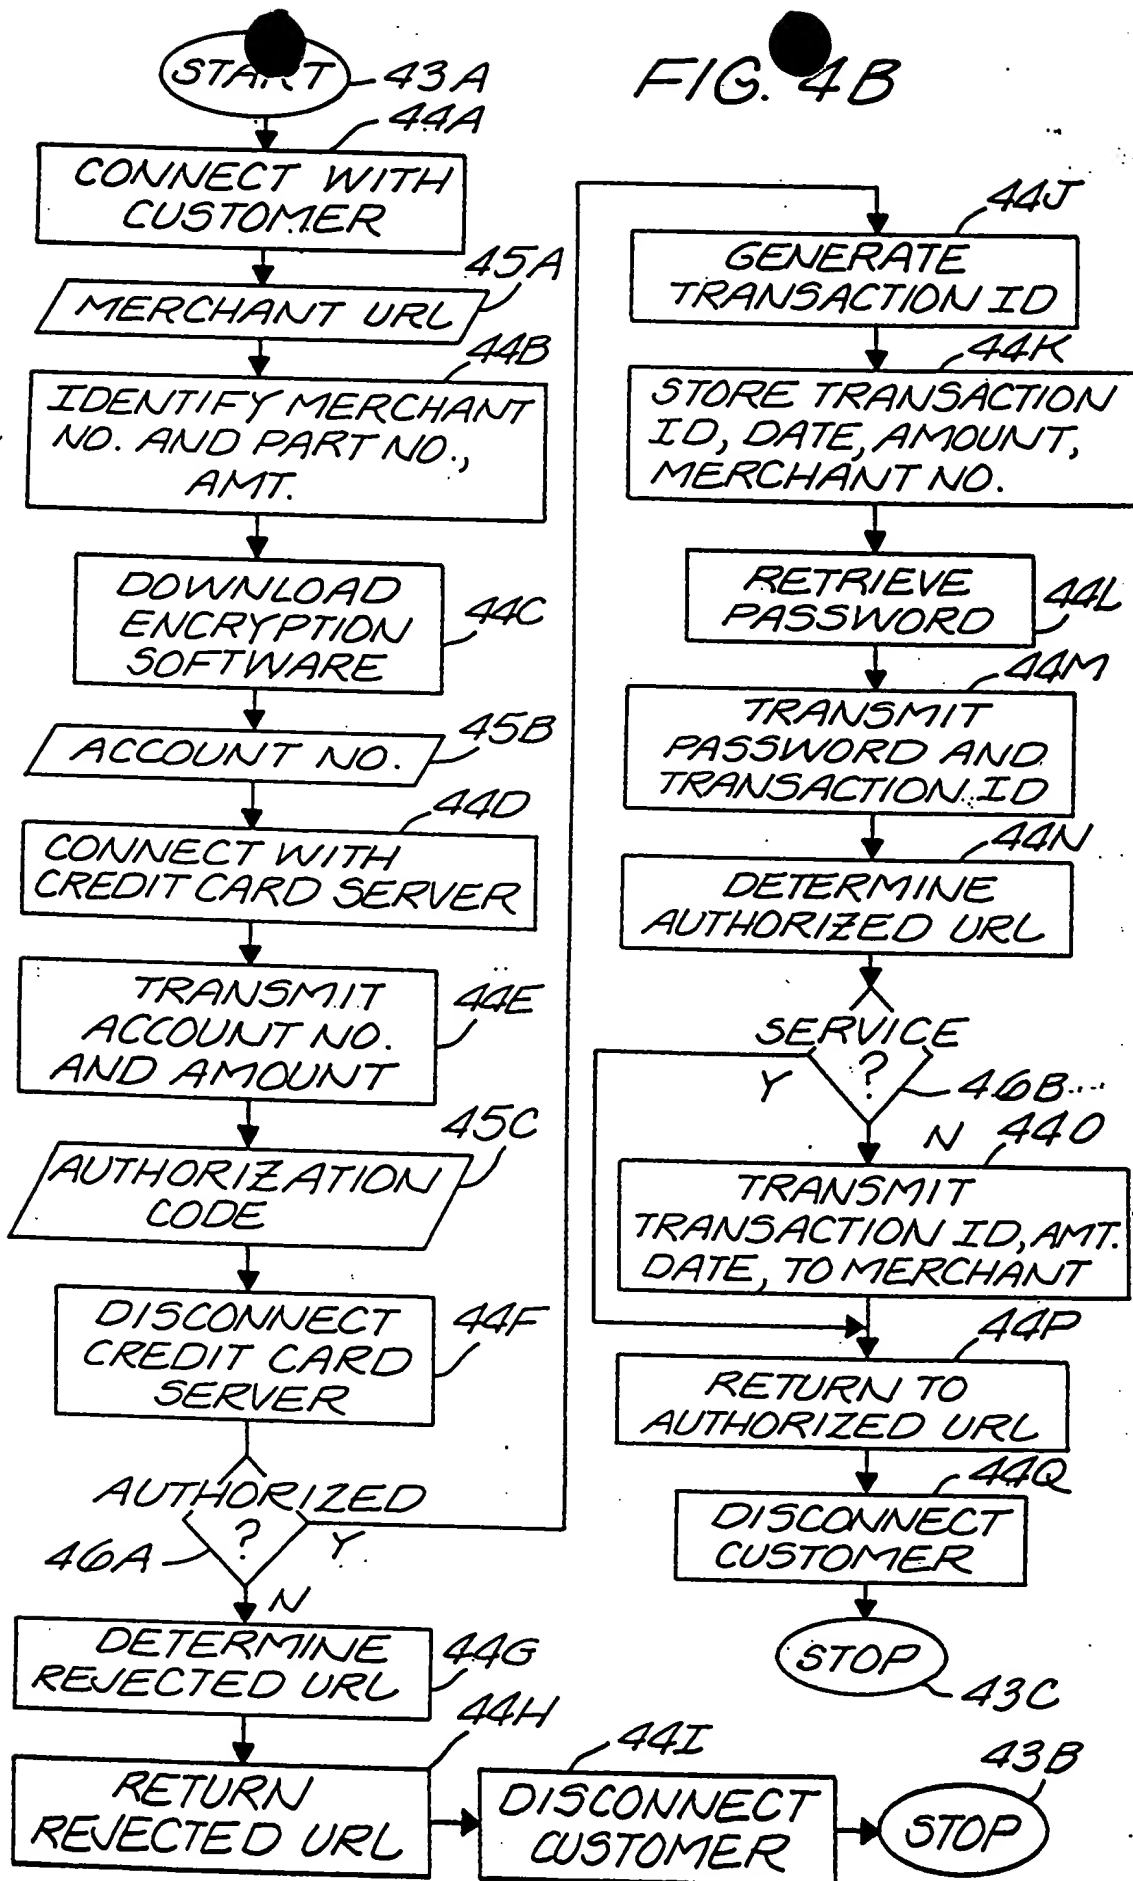 START
43A
FIG. 4B
44A
CONNECT WITH
CUSTOMER
45A
MERCHANT URL
44B
IDENTIFY MERCHANT
NO. AND PART NO.,
AMT.
DOWNLOAD
ENCRYPTION
SOFTWARE
44C
45B
ACCOUNT NO.
44D
CONNECT WITH
CREDIT CARD SERVER
TRANSMIT
ACCOUNT NO.
AND AMOUNT
44E
45C
AUTHORIZATION
CODE
DISCONNECT
CREDIT CARD
SERVER
44F
AUTHORIZED
?
46A
Y
N
DETERMINE
REJECTED URL
44G
44H
RETURN
REJECTED URL
44I
DISCONNECT
CUSTOMER
43B
STOP
44J
GENERATE
TRANSACTION ID
44K
STORE TRANSACTION
ID, DATE, AMOUNT,
MERCHANT NO.
RETRIEVE
PASSWORD
44L
44M
TRANSMIT
PASSWORD AND
TRANSACTION ID
44N
DETERMINE
AUTHORIZED URL
SERVICE
?
Y
46B
N
44O
TRANSMIT
TRANSACTION ID, AMT.
DATE, TO MERCHANT
44P
RETURN TO
AUTHORIZED URL
44Q
DISCONNECT
CUSTOMER
STOP
43C